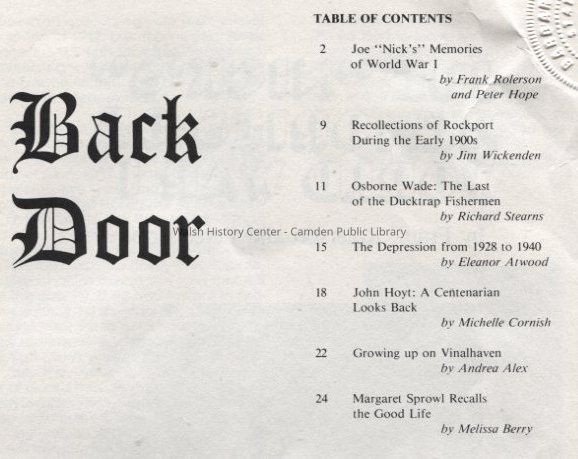 Back
Door
TABLE OF CONTENTS
2 Joe "Nick's" Memories
of World War I
by Frank Rolerson
and Peter Hope
9 Recollections of Rockport
During the Early 1900s
by Jim Wickenden
11 Osborne Wade: The Last
of the Ducktrap Fishermen
by Richard Stearns
15 The Depression from 1928 to 1940
by Eleanor Atwood
18 John Hoyt: A Centenarian
Looks Back
by Michelle Cornish
22 Growing up on Vinalhaven
by Andrea Alex
24 Margaret Sprowl Recalls
the Good Life
by Melissa Berry
Walsh History Center - Camden Public Library